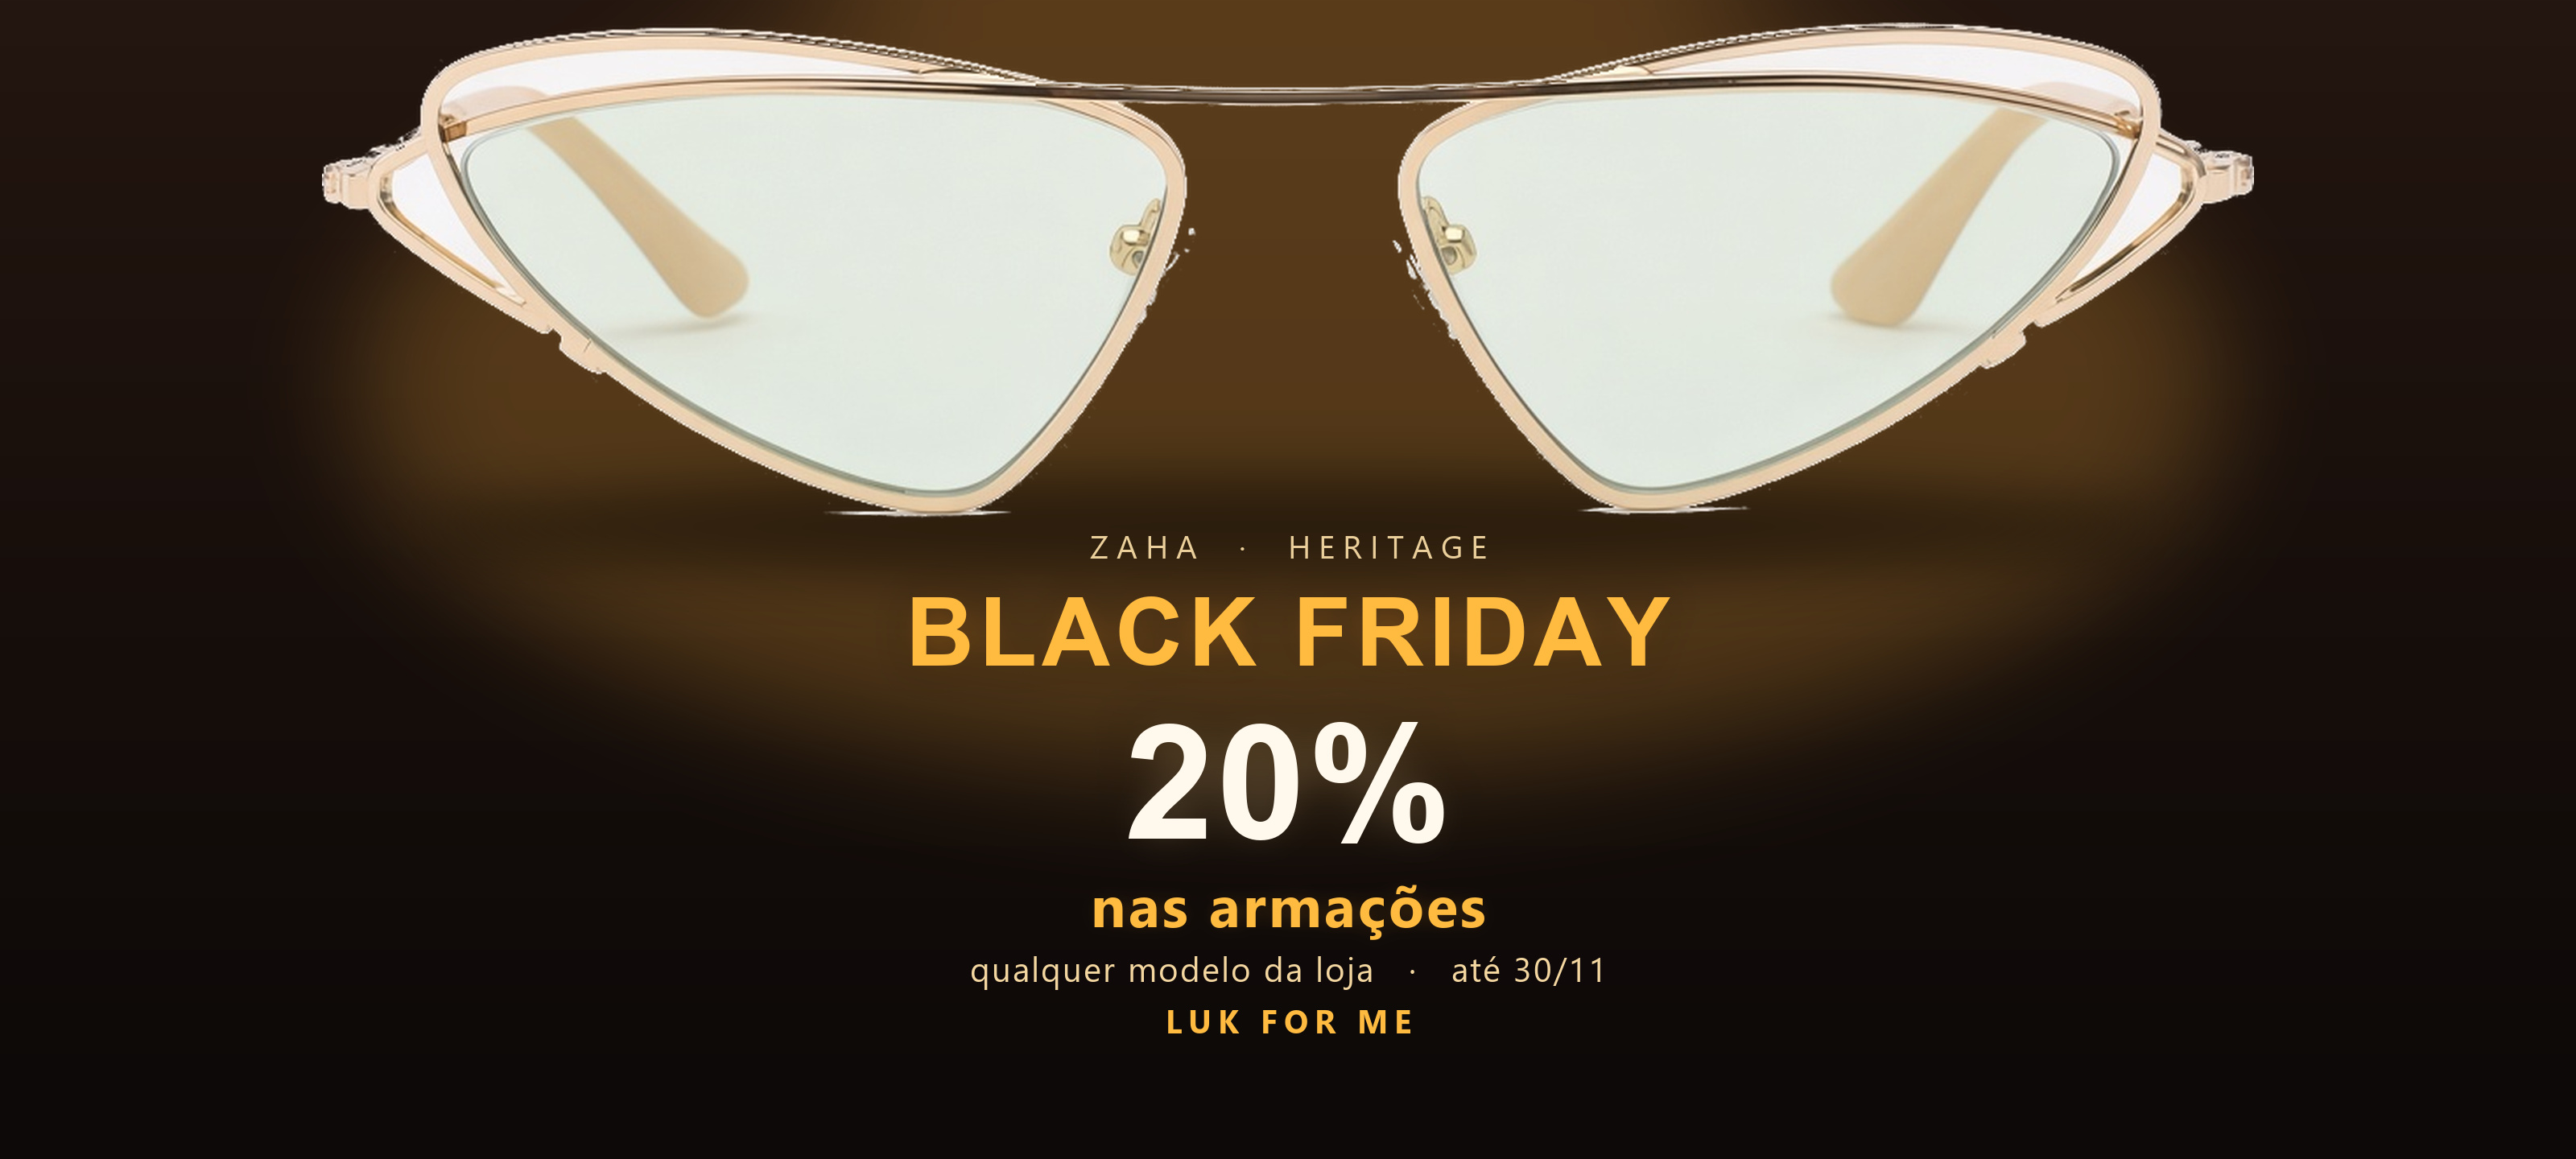 ZAHA · HERITAGE
BLACK FRIDAY
20%
nas armações
qualquer modelo da loja · até 30/11
LUK FOR ME